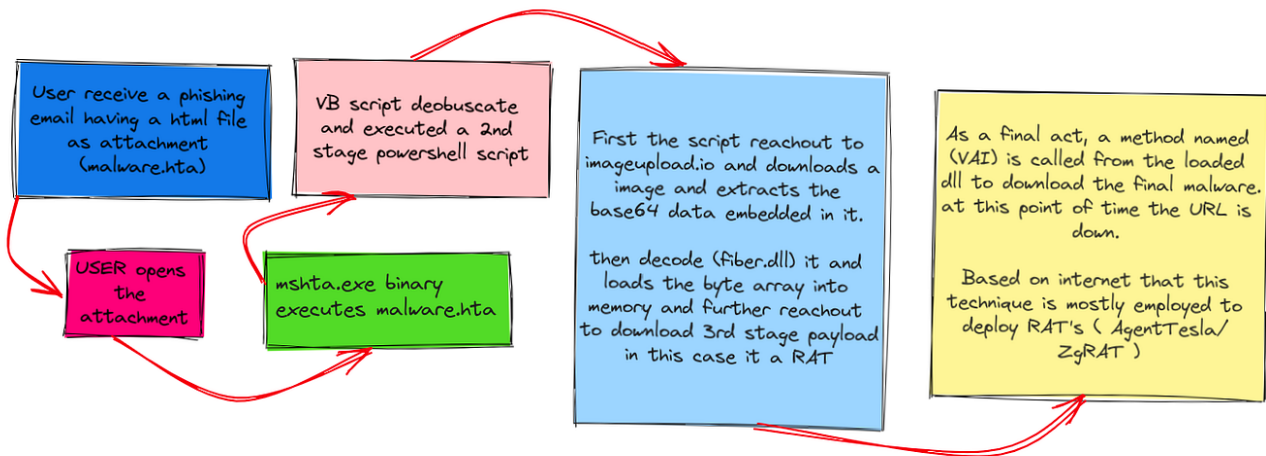 User receive a phishing
email having a html file
as attachment
(malware.hta)
USER opens
the
attachment
mshta.exe binary
executes malware.hta
VB script deobuscate
and executed a 2nd
stage powershell script
First the script reachout to
imageupload.io and downloads a
image and extracts the
base64 data embedded in it.
then decode (fiber.dll) it and
loads the byte array into
memory and further reachout
to download 3rd stage payload
in this case it a RAT
As a final act, a method named
(VAI) is called from the loaded
dll to download the final malware.
at this point of time the URL is
down.
Based on internet that this
technique is mostly employed to
deploy RAT's ( AgentTesla/
ZgRAT )